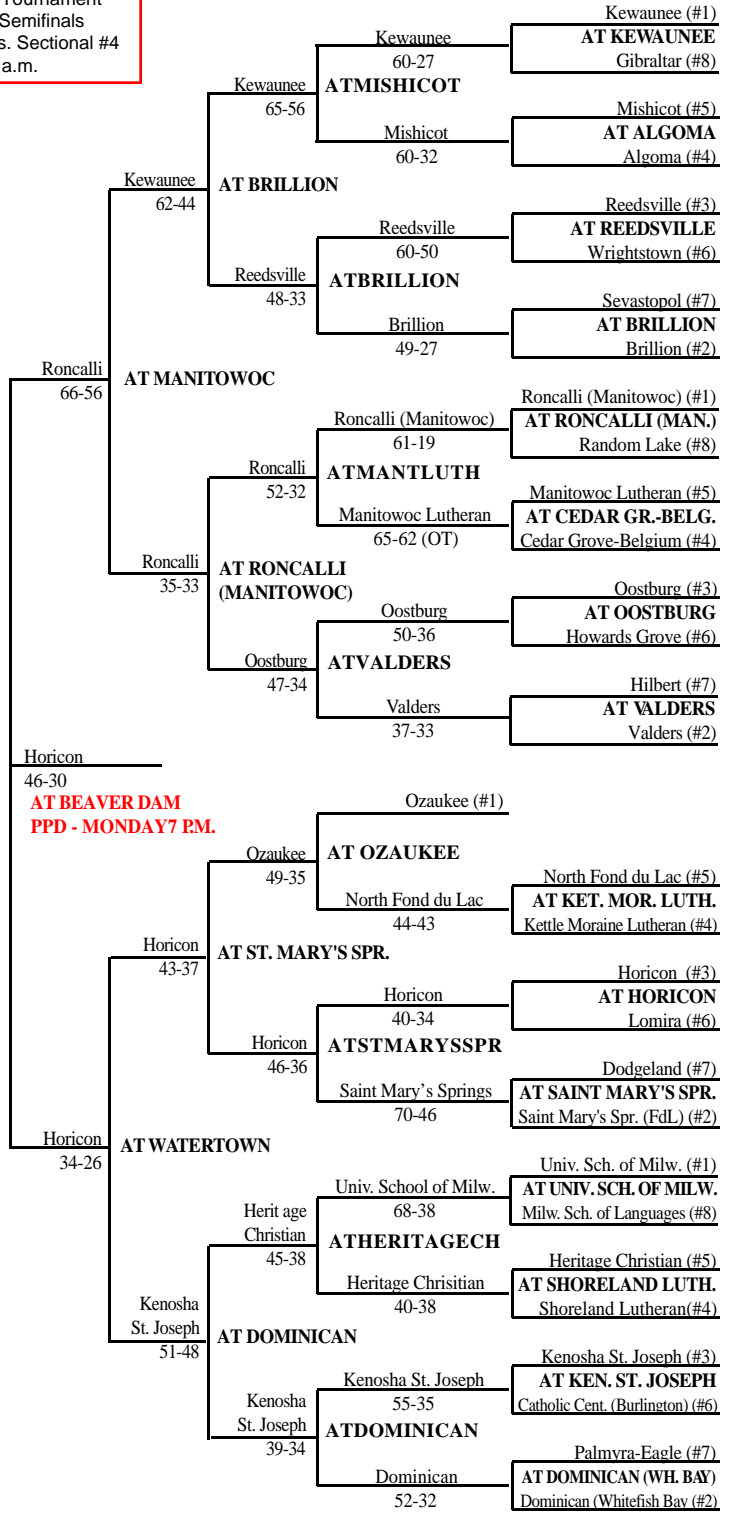 Tournament
Semifinals
s. Sectional #4
a.m.
Kewaunee (#1)
AT KEWAUNEE
Gibraltar (#8)
Kewaunee
60-27
ATMISHICOT
Kewaunee
65-56
Mishicot (#5)
AT ALGOMA
Algoma (#4)
Mishicot
60-32
Kewaunee
62-44
AT BRILLION
Reedsville (#3)
AT REEDSVILLE
Wrightstown (#6)
Reedsville
60-50
Reedsville
48-33
ATBRILLION
Sevastopol (#7)
AT BRILLION
Brillion (#2)
Brillion
49-27
Roncalli
66-56
AT MANITOWOC
Roncalli (Manitowoc) (#1)
AT RONCALLI (MAN.)
Random Lake (#8)
Roncalli (Manitowoc)
61-19
Roncalli
52-32
ATMANTLUTH
Manitowoc Lutheran (#5)
AT CEDAR GR.-BELG.
Cedar Grove-Belgium (#4)
Manitowoc Lutheran
65-62 (OT)
Roncalli
35-33
AT RONCALLI
(MANITOWOC)
Oostburg (#3)
AT OOSTBURG
Howards Grove (#6)
Oostburg
50-36
Oostburg
47-34
ATVALDERS
Hilbert (#7)
AT VALDERS
Valders (#2)
Valders
37-33
Horicon
46-30
AT BEAVER DAM
PPD - MONDAY7 P.M.
Ozaukee (#1)
Ozaukee
49-35
AT OZAUKEE
North Fond du Lac (#5)
AT KET. MOR. LUTH.
Kettle Moraine Lutheran (#4)
North Fond du Lac
44-43
Horicon
43-37
AT ST. MARY'S SPR.
Horicon (#3)
AT HORICON
Lomira (#6)
Horicon
40-34
Horicon
46-36
ATSTMARYSSPR
Dodgeland (#7)
AT SAINT MARY'S SPR.
Saint Mary's Spr. (FdL) (#2)
Saint Mary’s Springs
70-46
Horicon
34-26
AT WATERTOWN
Univ. Sch. of Milw. (#1)
AT UNIV. SCH. OF MILW.
Milw. Sch. of Languages (#8)
Univ. School of Milw.
68-38
Herit age
Christian
45-38
ATHERITAGECH
Heritage Christian (#5)
AT SHORELAND LUTH.
Shoreland Lutheran(#4)
Heritage Chrisitian
40-38
Kenosha
St. Joseph
51-48
AT DOMINICAN
Kenosha St. Joseph (#3)
AT KEN. ST. JOSEPH
Catholic Cent. (Burlington) (#6)
Kenosha St. Joseph
55-35
Kenosha
St. Joseph
39-34
ATDOMINICAN
Palmyra-Eagle (#7)
AT DOMINICAN (WH. BAY)
Dominican (Whitefish Bay (#2)
Dominican
52-32